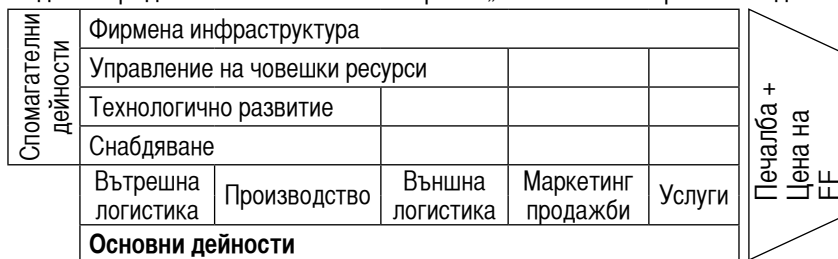 Спомагателни
дейности
Фирмена инфраструктура
Управление на човешки ресурси
Технологично развитие
Снабдяване
Вътрешна
логистика
Производство
Външна
логистика
Маркетинг
продажби
Услуги
Основни дейности
Печалба +
Цена на